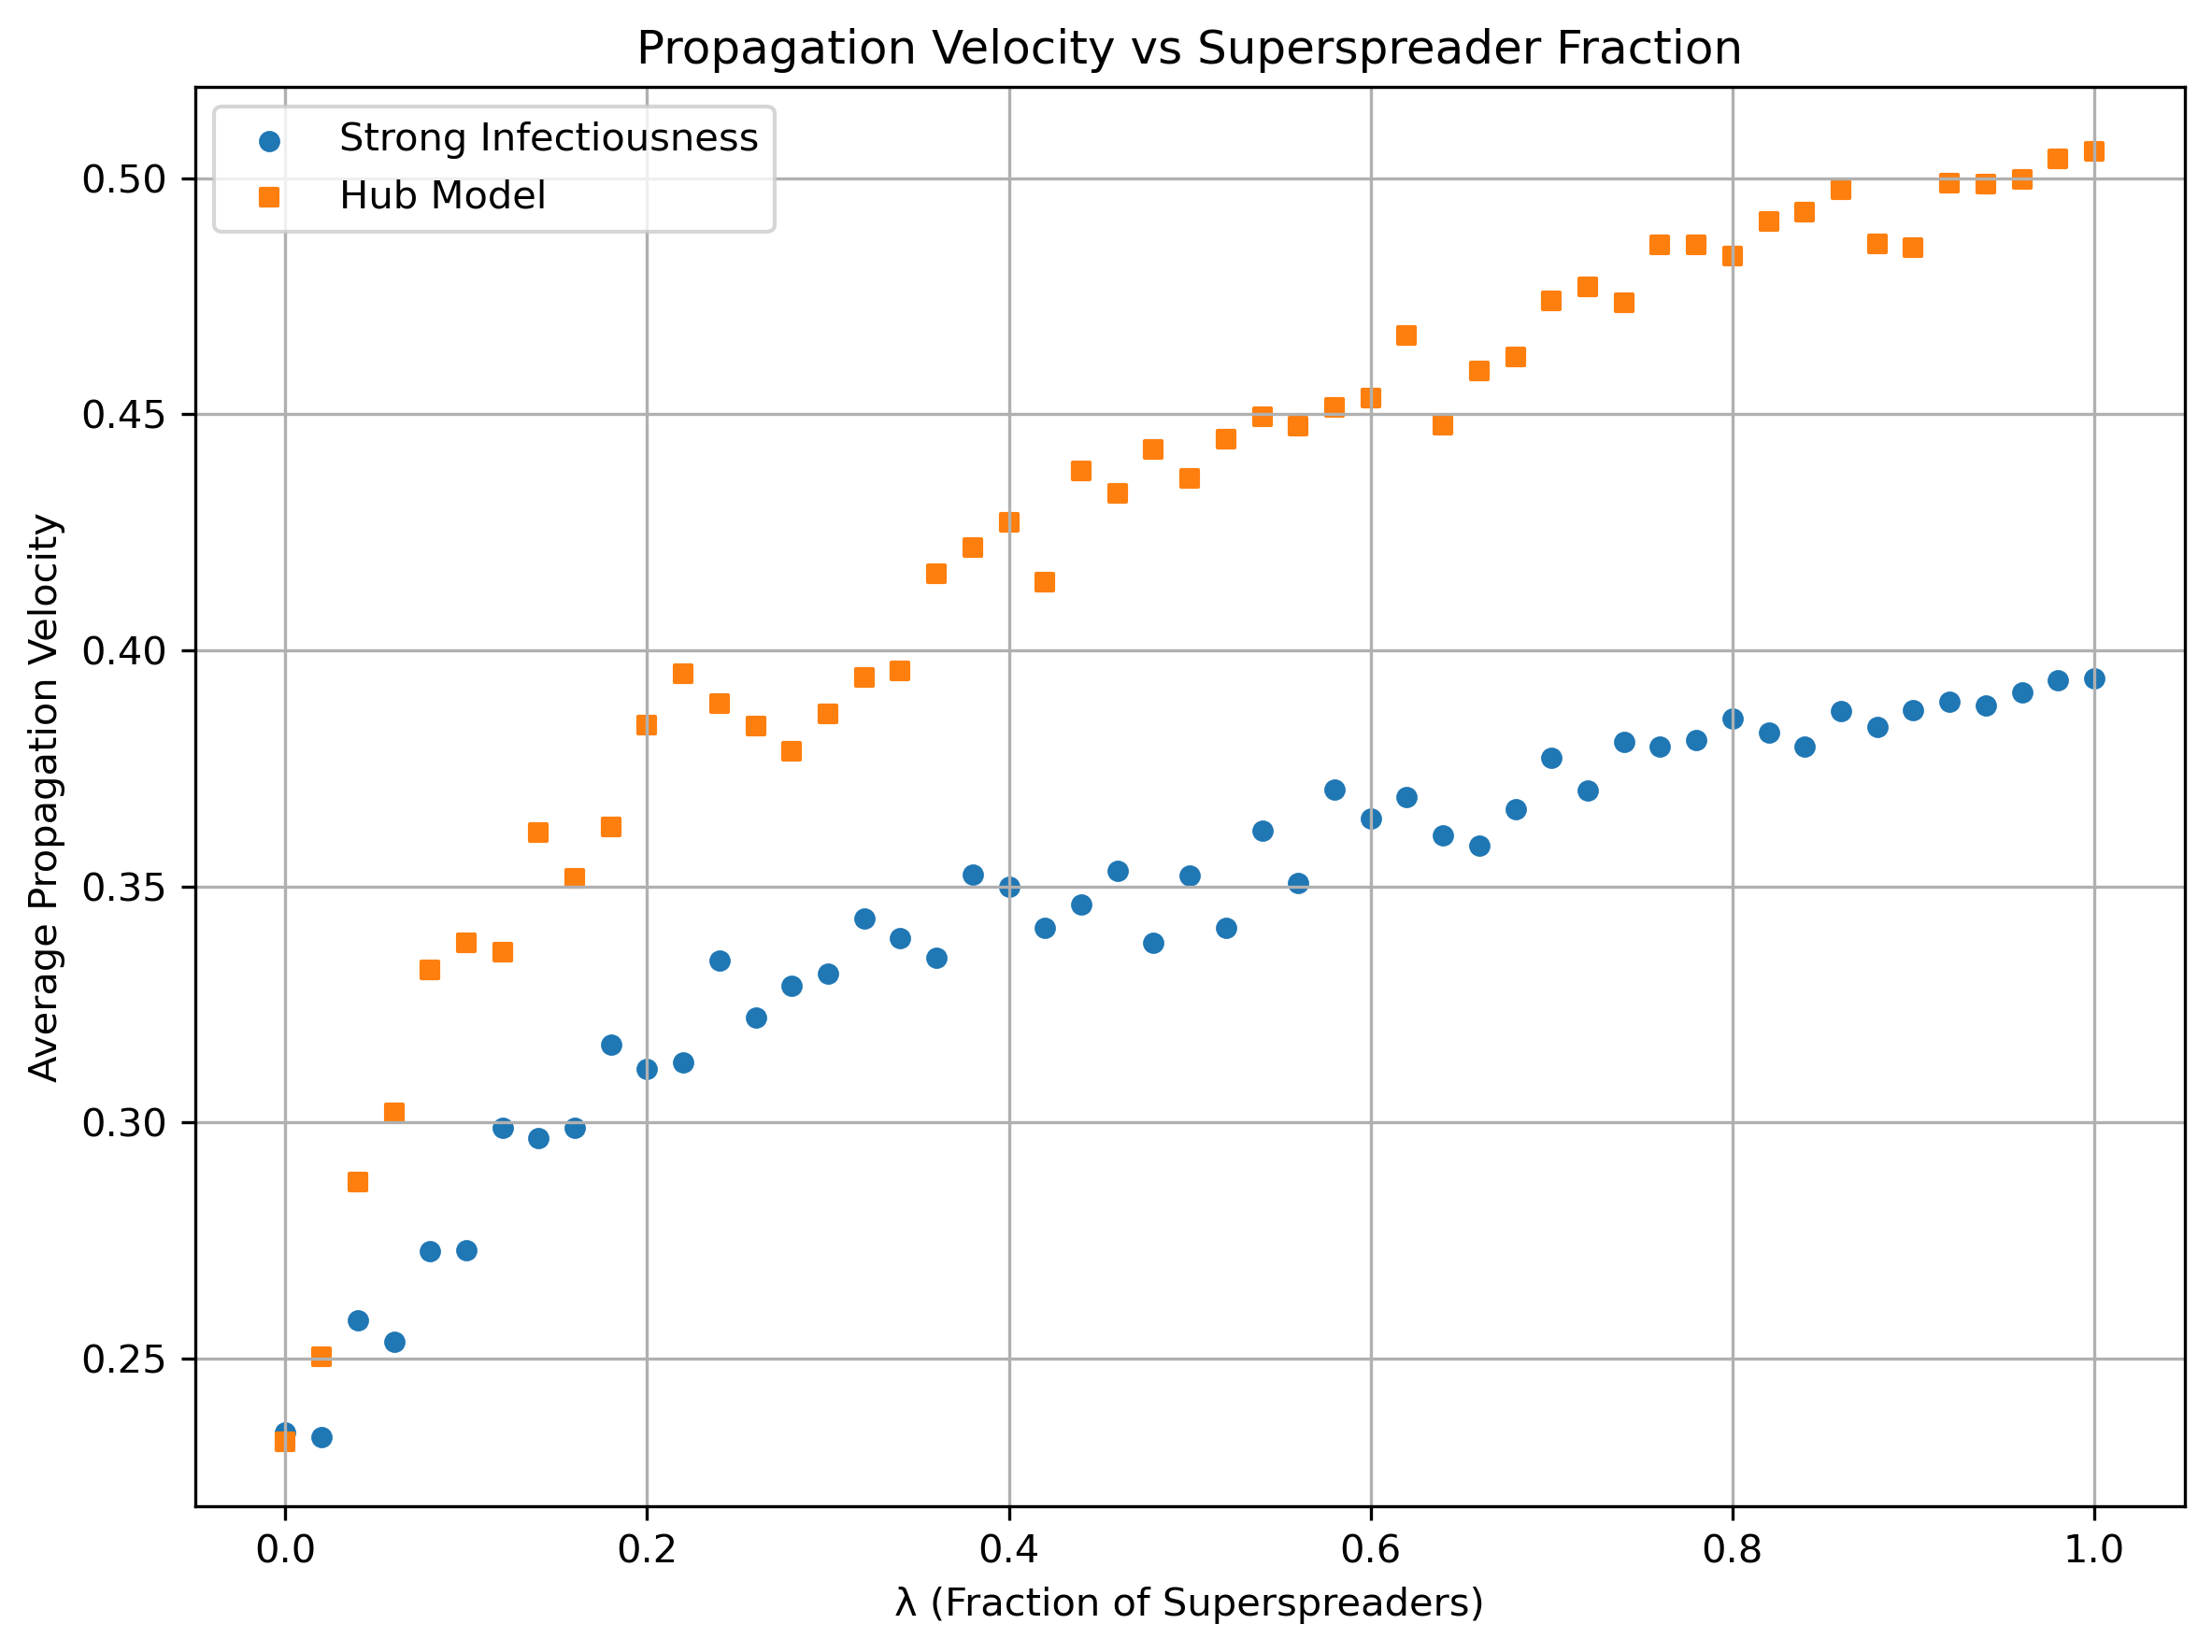 Propagation Velocity vs Superspreader Fraction
Strong Infectiousness
Hub Model
Average Propagation Velocity
0.50
0.45
0.40
0.35
0.30
0.25
0.0 0.2 0.4 0.6 0.8 1.0
λ (Fraction of Superspreaders)